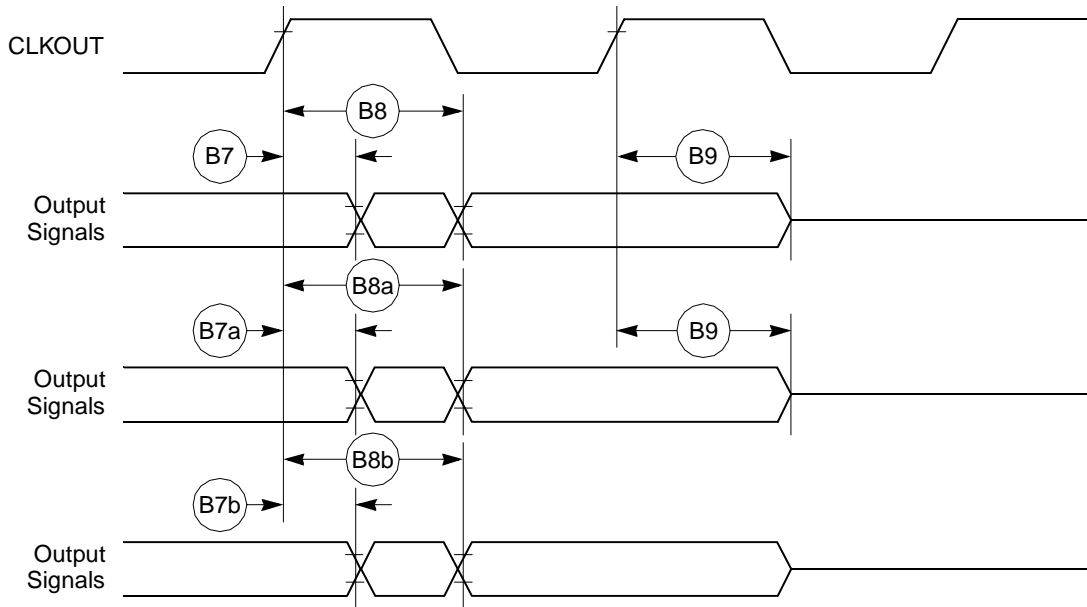 CLKOUT
B8
B7
B9
Output
Signals
B8a
B7a
B9
Output
Signals
B8b
B7b
Output
Signals